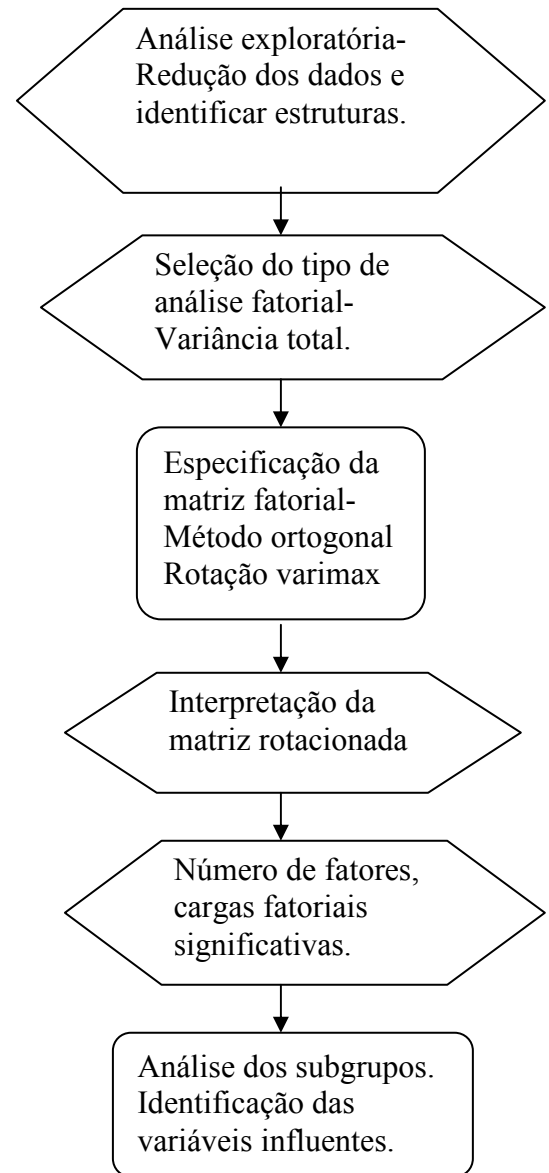 Análise exploratória-
Redução dos dados e
identificar estruturas.
Seleção do tipo de
análise fatorial-
Variância total.
Especificação da
matriz fatorial-
Método ortogonal
Rotação varimax
Interpretação da
matriz rotacionada
Número de fatores,
cargas fatoriais
significativas.
Análise dos subgrupos.
Identificação das
variáveis influentes.